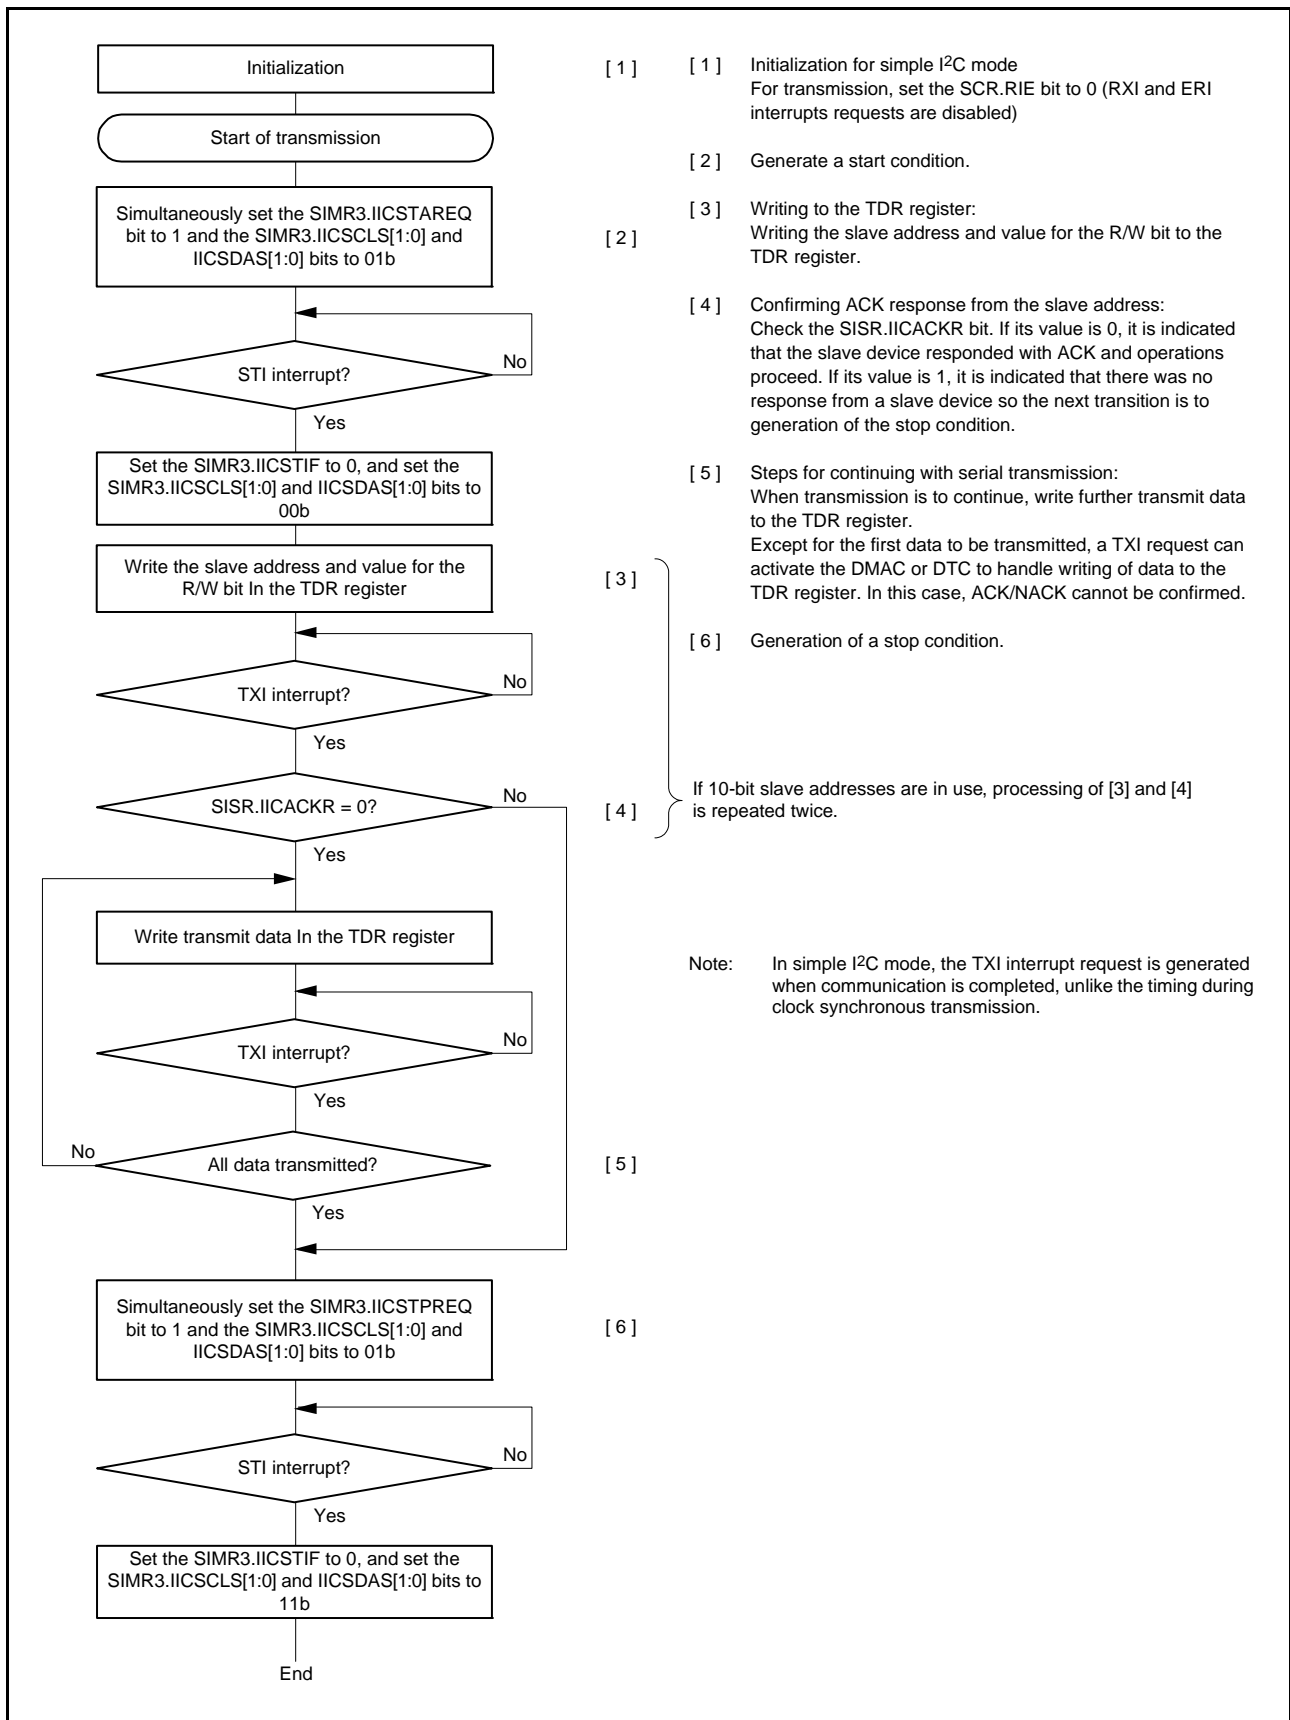 Initialization
[ 1 ]
Start of transmission
Simultaneously set the SIMR3.IICSTAREQ
bit to 1 and the SIMR3.IICSCLS[1:0] and
IICSDAS[1:0] bits to 01b
[ 2 ]
STI interrupt?
No
Yes
Set the SIMR3.IICSTIF to 0, and set the
SIMR3.IICSCLS[1:0] and IICSDAS[1:0] bits to
00b
Write the slave address and value for the
R/W bit In the TDR register
[ 3 ]
TXI interrupt?
No
Yes
SISR.IICACKR = 0?
No
[ 4 ]
Yes
Write transmit data In the TDR register
TXI interrupt?
No
Yes
No
All data transmitted?
[ 5 ]
Yes
Simultaneously set the SIMR3.IICSTPREQ
bit to 1 and the SIMR3.IICSCLS[1:0] and
IICSDAS[1:0] bits to 01b
[ 6 ]
STI interrupt?
No
Yes
Set the SIMR3.IICSTIF to 0, and set the
SIMR3.IICSCLS[1:0] and IICSDAS[1:0] bits to
11b
End
[ 1 ] Initialization for simple I2C mode
For transmission, set the SCR.RIE bit to 0 (RXI and ERI
interrupts requests are disabled)
[ 2 ] Generate a start condition.
[ 3 ] Writing to the TDR register:
Writing the slave address and value for the R/W bit to the
TDR register.
[ 4 ] Confirming ACK response from the slave address:
Check the SISR.IICACKR bit. If its value is 0, it is indicated
that the slave device responded with ACK and operations
proceed. If its value is 1, it is indicated that there was no
response from a slave device so the next transition is to
generation of the stop condition.
[ 5 ] Steps for continuing with serial transmission:
When transmission is to continue, write further transmit data
to the TDR register.
Except for the first data to be transmitted, a TXI request can
activate the DMAC or DTC to handle writing of data to the
TDR register. In this case, ACK/NACK cannot be confirmed.
[ 6 ] Generation of a stop condition.
If 10-bit slave addresses are in use, processing of [3] and [4]
is repeated twice.
Note: In simple I2C mode, the TXI interrupt request is generated
when communication is completed, unlike the timing during
clock synchronous transmission.